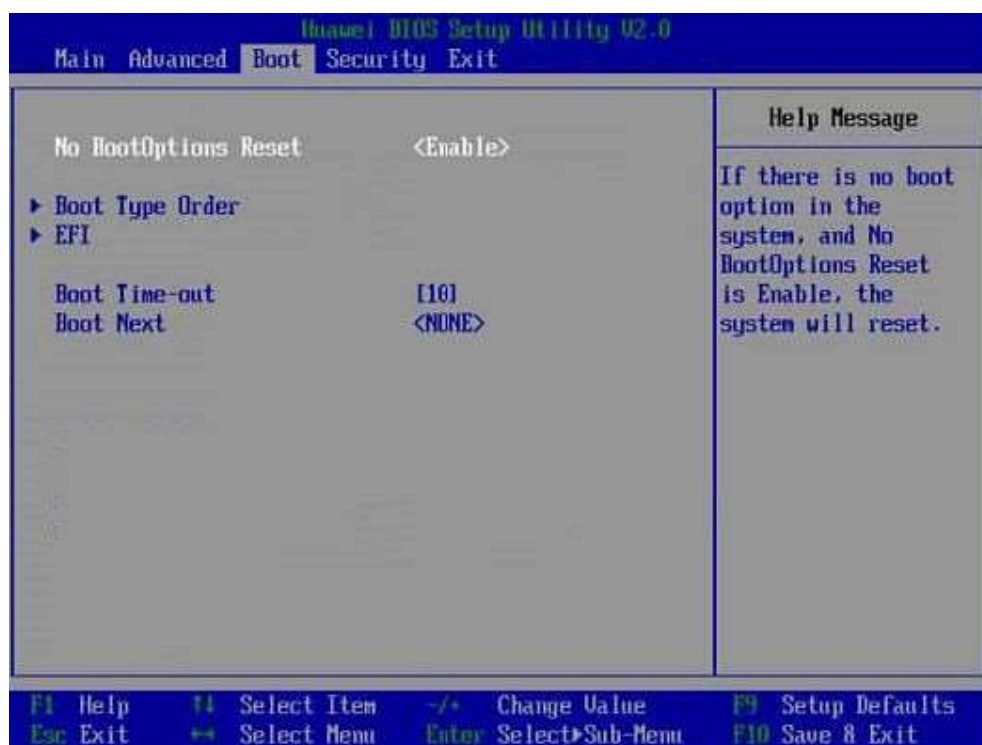 Huawei BIOS Setup Utility V2.0
Main Advanced Boot Security Exit
No BootOptions Reset <Enable>
▶ Boot Type Order
▶ EFI
Boot Time-out [10]
Boot Next <NONE>
Help Message
If there is no boot
option in the
system, and No
BootOptions Reset
is Enable, the
system will reset.
F1 Help ↑↓ Select Item -/+ Change Value F9 Setup Defaults
Esc Exit ←→ Select Menu Enter Select▶Sub-Menu F10 Save & Exit